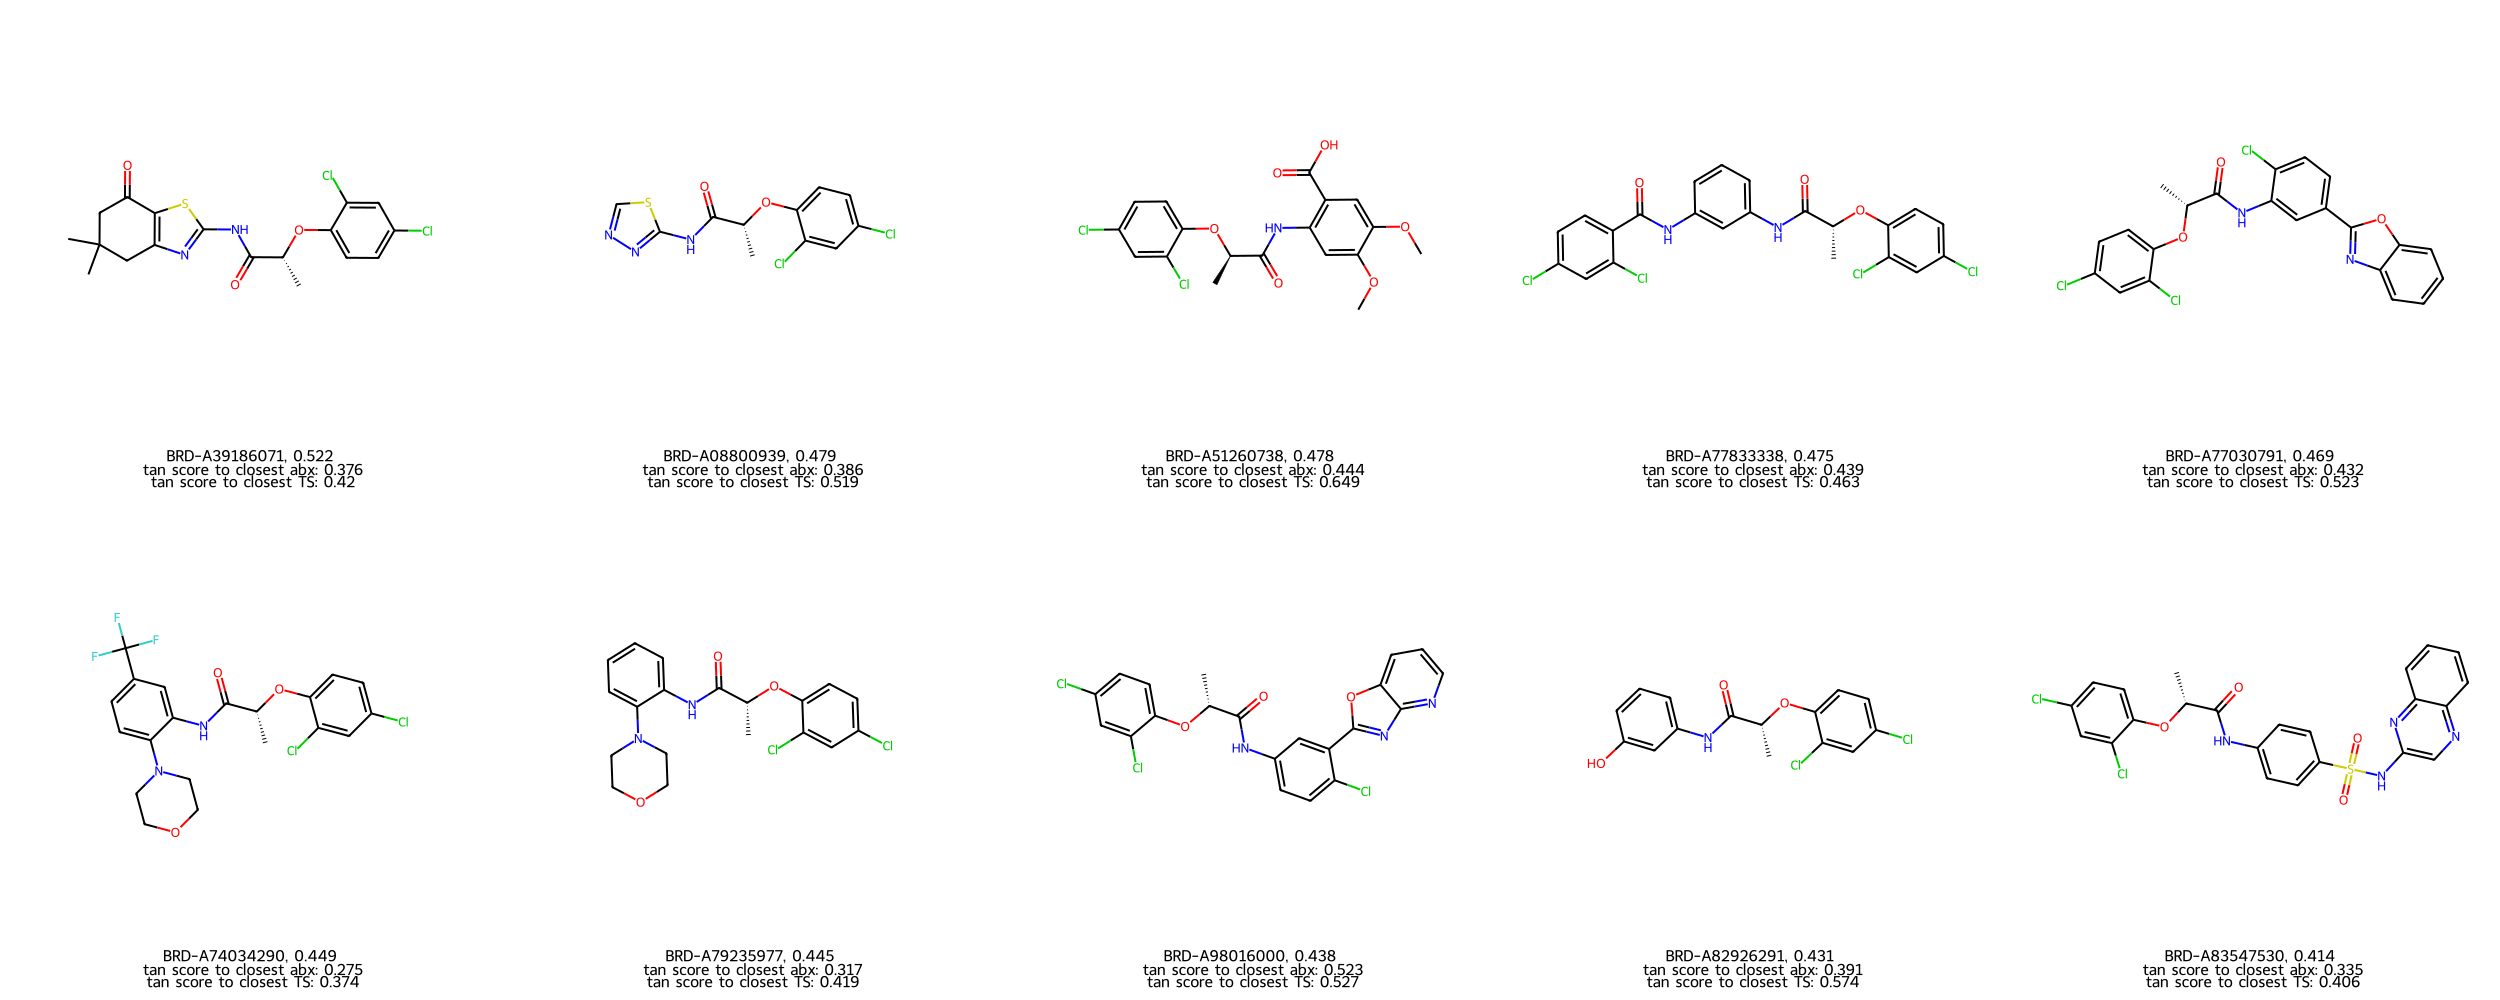 BRD-A39186071, 0.522
tan score to closest abx: 0.376
tan score to closest TS: 0.42
BRD-A08800939, 0.479
tan score to closest abx: 0.386
tan score to closest TS: 0.519
BRD-A51260738, 0.478
tan score to closest abx: 0.444
tan score to closest TS: 0.649
BRD-A77833338, 0.475
tan score to closest abx: 0.439
tan score to closest TS: 0.463
BRD-A77030791, 0.469
tan score to closest abx: 0.432
tan score to closest TS: 0.523
BRD-A74034290, 0.449
tan score to closest abx: 0.275
tan score to closest TS: 0.374
BRD-A79235977, 0.445
tan score to closest abx: 0.317
tan score to closest TS: 0.419
BRD-A98016000, 0.438
tan score to closest abx: 0.523
tan score to closest TS: 0.527
BRD-A82926291, 0.431
tan score to closest abx: 0.391
tan score to closest TS: 0.574
BRD-A83547530, 0.414
tan score to closest abx: 0.335
tan score to closest TS: 0.406